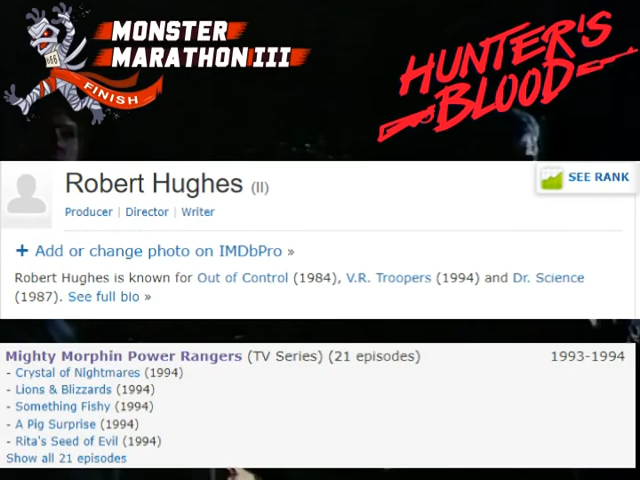 MONSTER
MARATHON III
666
FINISH
HUNTER'S
BLOOD
Robert Hughes (II)
SEE RANK
Producer | Director | Writer
+ Add or change photo on IMDbPro »
Robert Hughes is known for Out of Control (1984), V.R. Troopers (1994) and Dr. Science
(1987). See full bio »
Mighty Morphin Power Rangers (TV Series) (21 episodes) 1993-1994
- Crystal of Nightmares (1994)
- Lions & Blizzards (1994)
- Something Fishy (1994)
- A Pig Surprise (1994)
- Rita's Seed of Evil (1994)
Show all 21 episodes